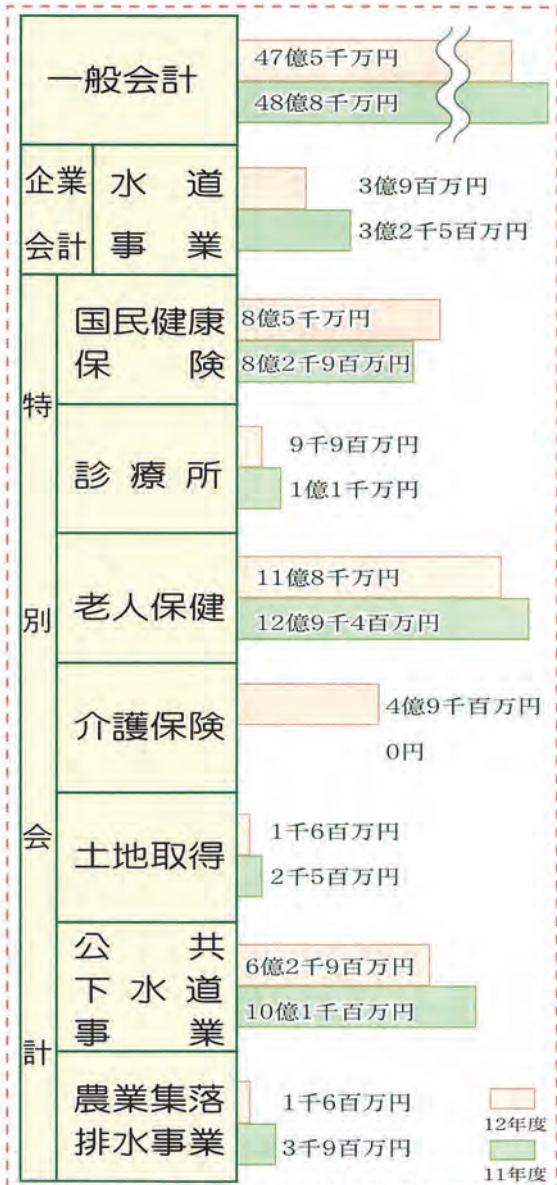 一般会計
47億5千万円
48億8千万円
企業会計
水道事業
3億9百万円
3億2千5百万円
特別会計
国民健康
保険
8億5千万円
8億2千9百万円
診療所
9千9百万円
1億1千万円
老人保健
11億8千万円
12億9千4百万円
介護保険
4億9千百万円
0円
土地取得
1千6百万円
2千5百万円
公共
下水道
事業
6億2千9百万円
10億1千百万円
農業集落
排水事業
1千6百万円
3千9百万円
12年度
11年度